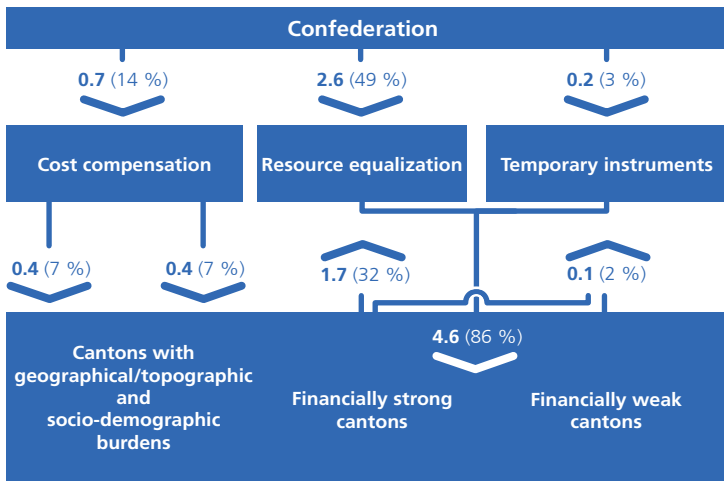 Confederation
0.7 (14 %)
2.6 (49 %)
0.2 (3 %)
Cost compensation
Resource equalization
Temporary instruments
0.4 (7 %)
0.4 (7 %)
1.7 (32 %)
0.1 (2 %)
4.6 (86 %)
Cantons with
geographical/topographic
and
socio-demographic
burdens
Financially strong
cantons
Financially weak
cantons